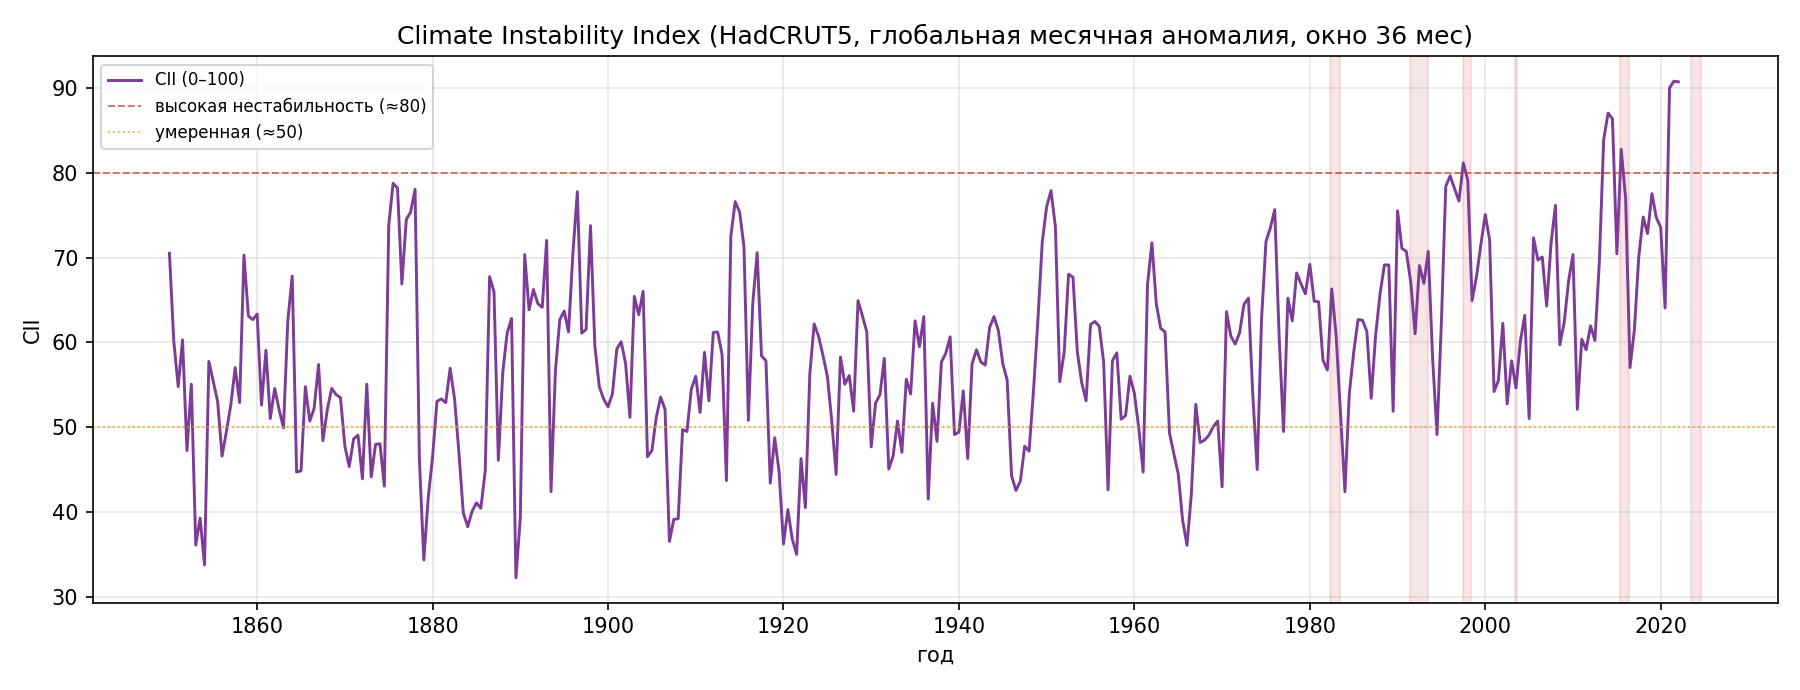 Climate Instability Index (HadCRUT5, глобальная месячная аномалия, окно 36 мес)
CII (0–100)
высокая нестабильность (≈80)
умеренная (≈50)
CII
90
80
70
60
50
40
30
1860 1880 1900 1920 1940 1960 1980 2000 2020
год